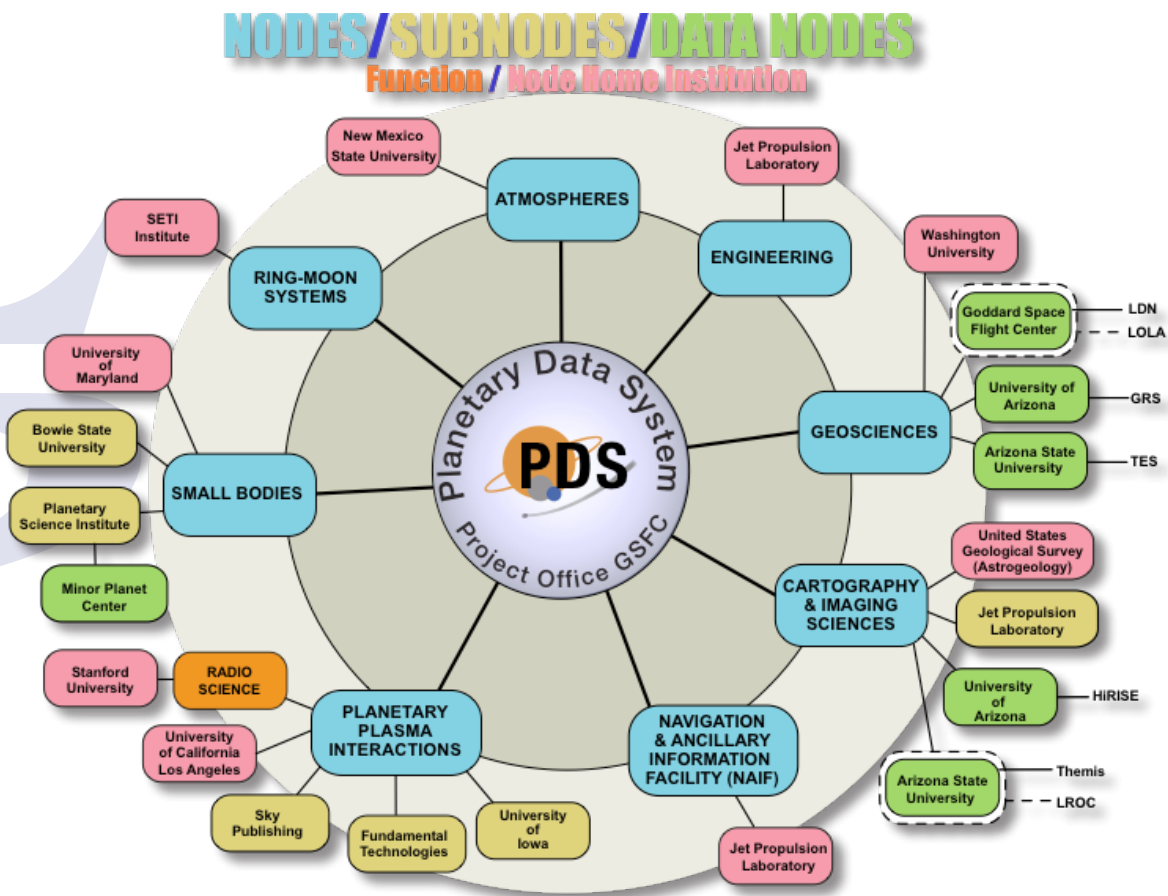 NODES/SUBNODES/DATA NODES
Function / Node Home Institution
New Mexico
State University
ATMOSPHERES
Jet Propulsion
Laboratory
ENGINEERING
SETI
Institute
RING-MOON
SYSTEMS
Washington
University
Goddard Space
Flight Center
LDN
LOLA
University of
Arizona
GRS
GEOSCIENCES
Arizona State
University
TES
University
of
Maryland
Bowie State
University
SMALL BODIES
Planetary
Science Institute
Minor Planet
Center
Planetary Data System
PDS
Project Office GSFC
United States
Geological Survey
(Astrogeology)
CARTOGRAPHY
& IMAGING
SCIENCES
Jet Propulsion
Laboratory
University
of
Arizona
HiRISE
Arizona State
University
Themis
LROC
Stanford
University
RADIO
SCIENCE
PLANETARY
PLASMA
INTERACTIONS
University
of California
Los Angeles
Sky
Publishing
Fundamental
Technologies
University
of
Iowa
NAVIGATION
& ANCILLARY
INFORMATION
FACILITY (NAIF)
Jet Propulsion
Laboratory